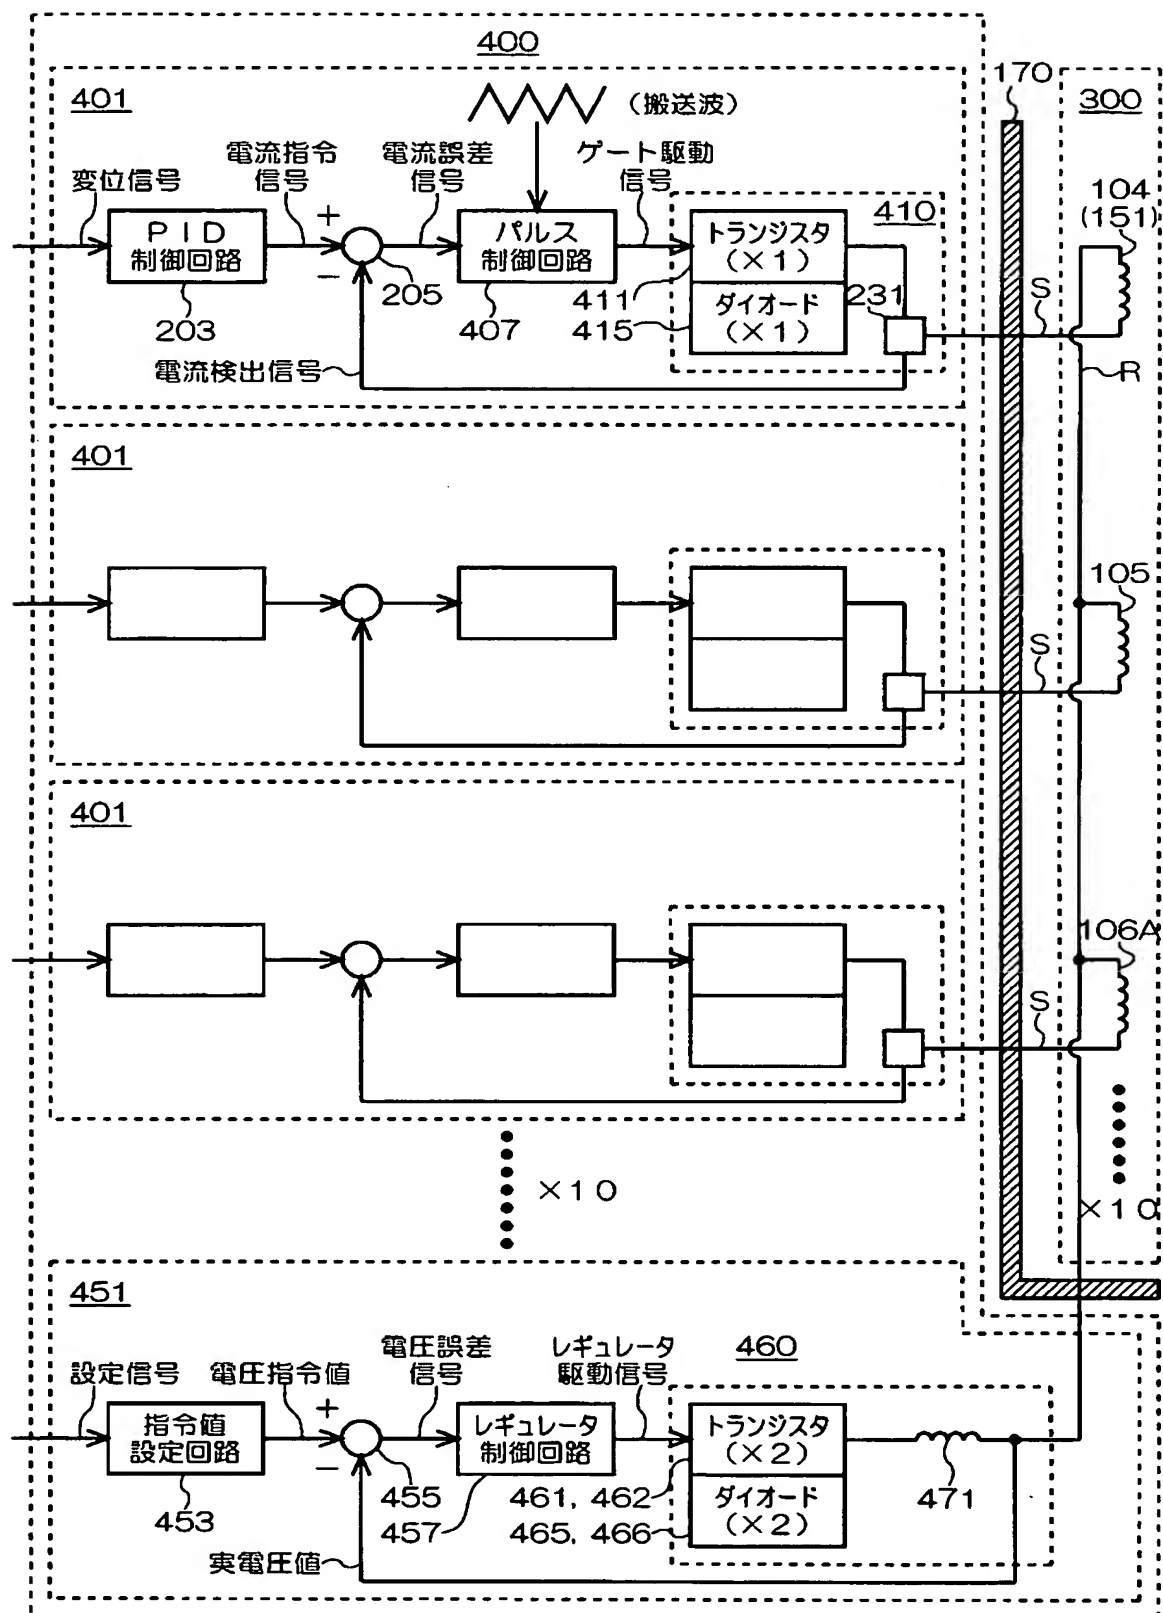 400
401
(搬送波)
170
300
電流指令
信号
電流誤差
信号
ゲート駆動
信号
変位信号
104
(151)
410
+
PID
制御回路
パルス
制御回路
トランジスタ
(×1)
−
205
411
231
ダイオード
(×1)
S
203
407
415
電流検出信号
R
401
105
S
401
106A
S
×10
×10
451
電圧誤差
信号
レギュレータ
駆動信号
460
設定信号
電圧指令値
+
指令値
設定回路
レギュレータ
制御回路
トランジスタ
(×2)
−
455
461, 462
471
ダイオード
(×2)
453
457
465, 466
実電圧値